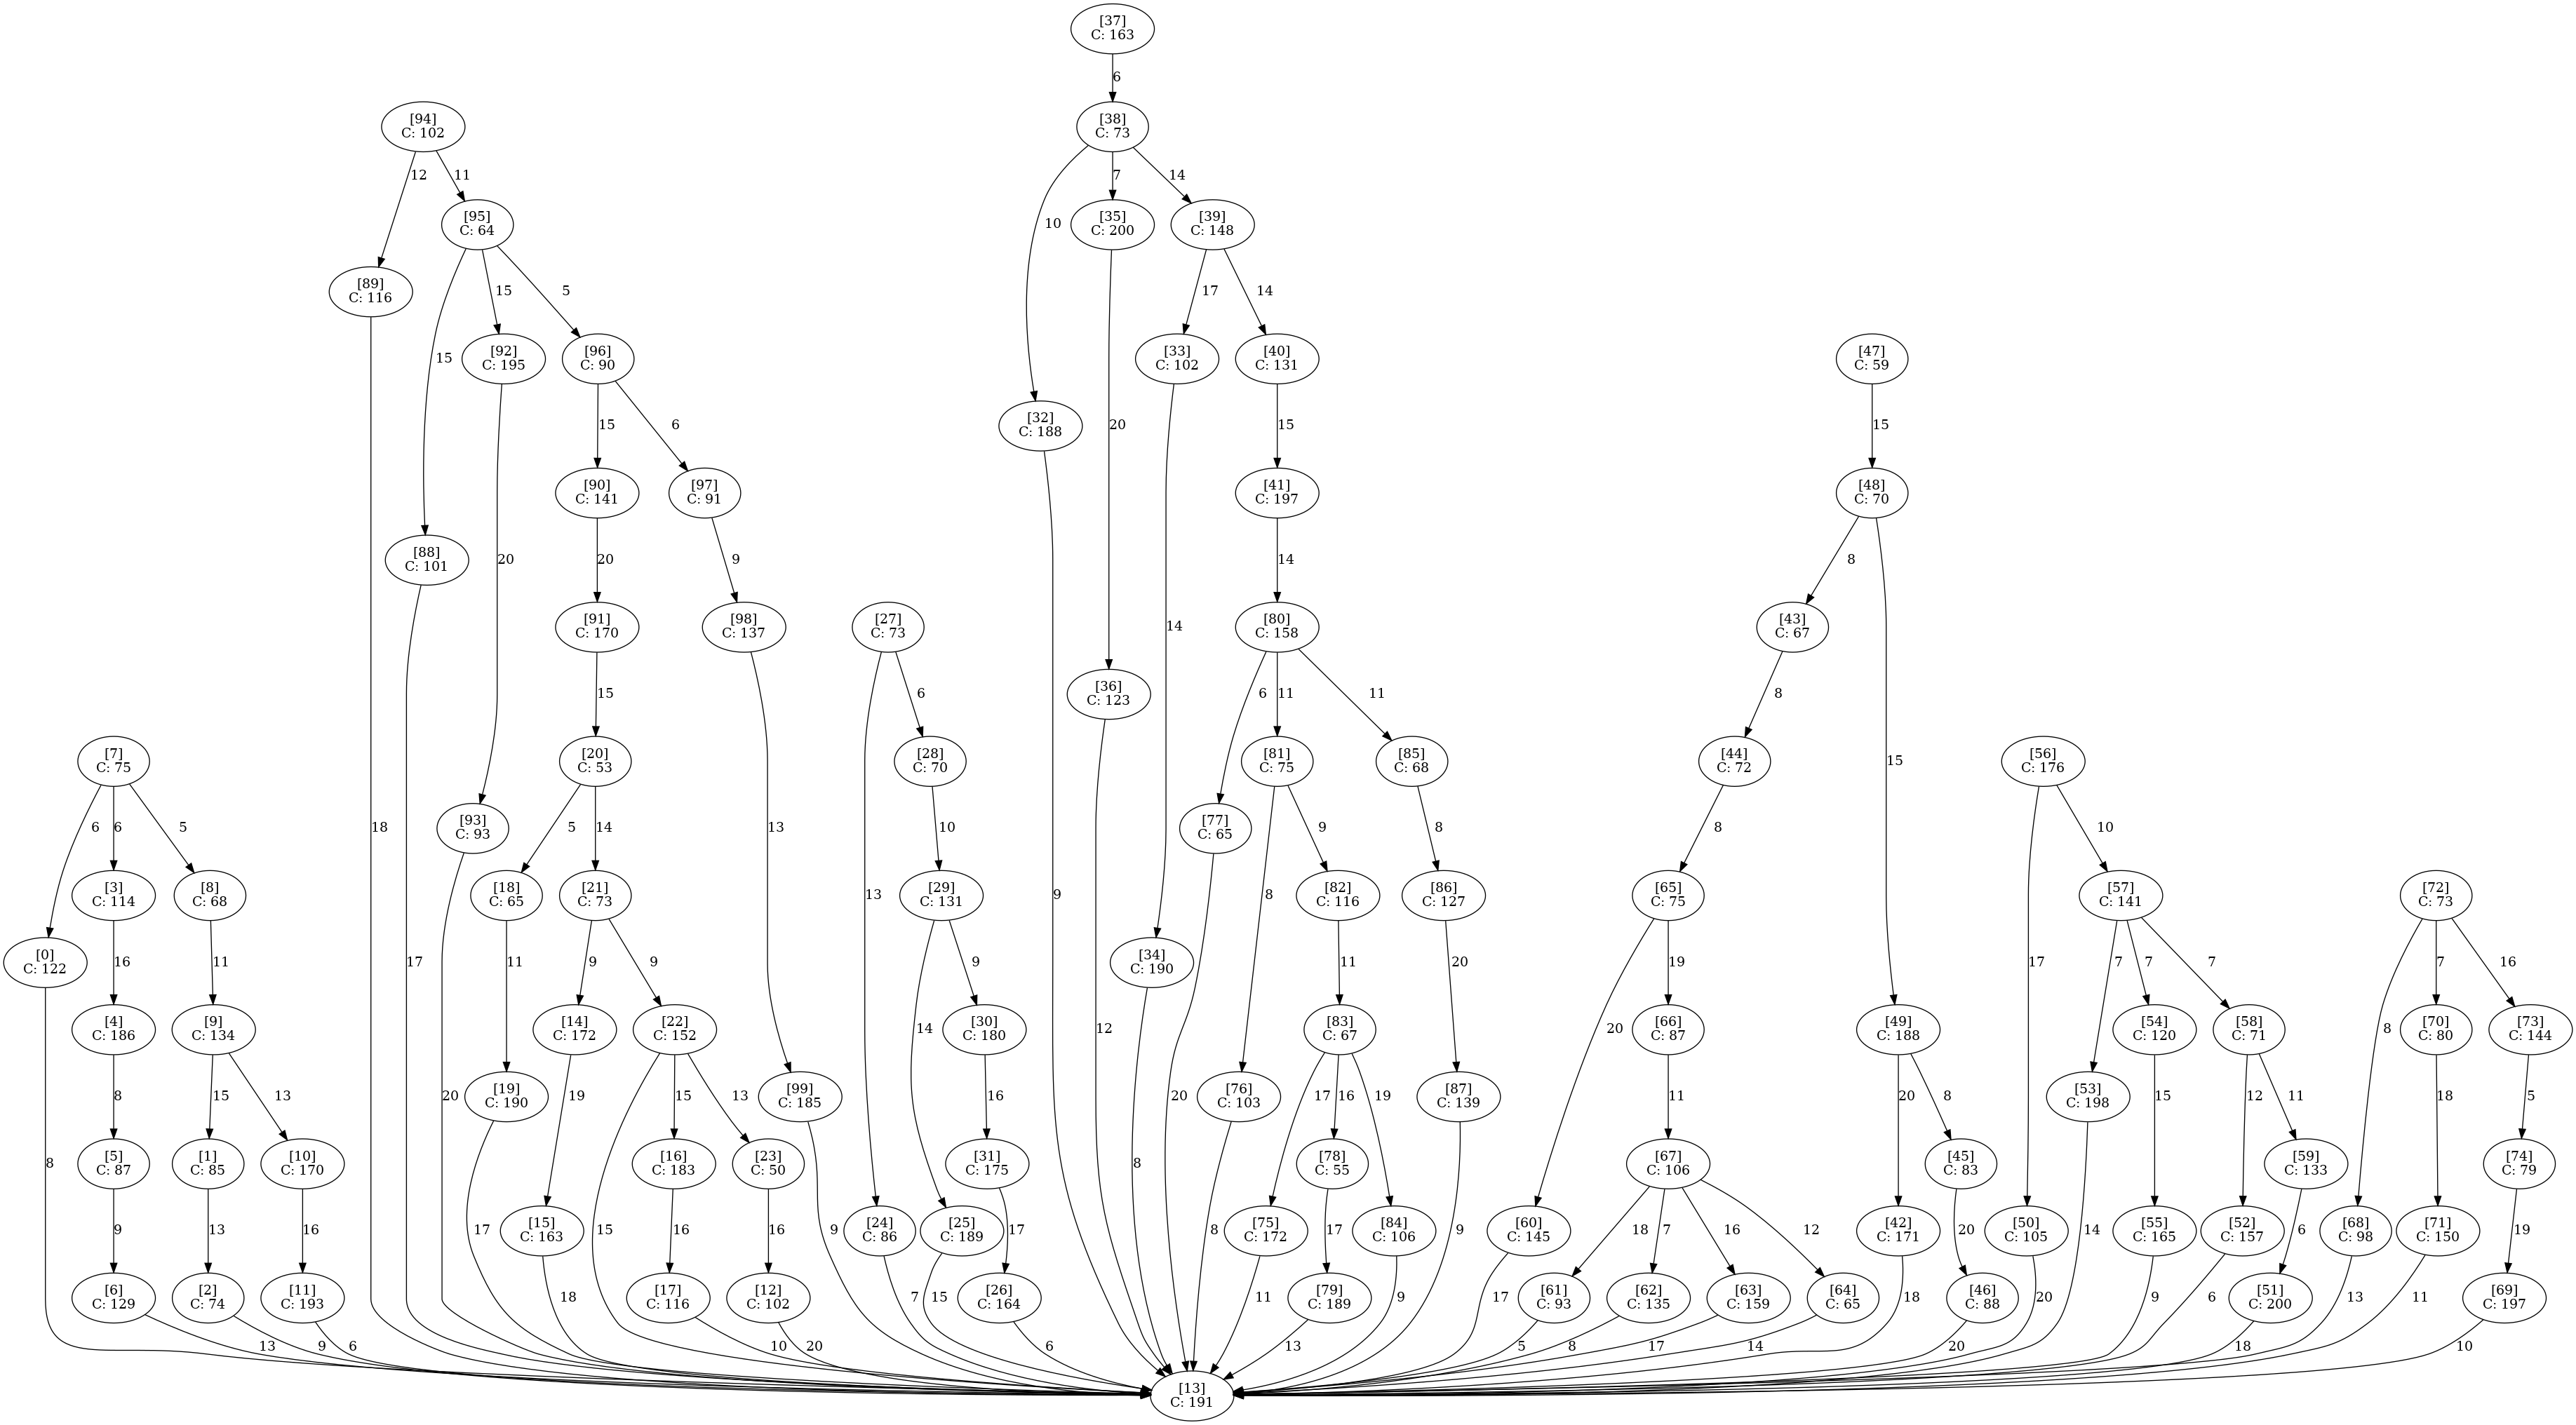 [37]
C: 163
6
[94]
C: 102
[38]
C: 73
12
11
7
14
[95]
C: 64
10
[35]
C: 200
[39]
C: 148
[89]
C: 116
15
5
17
14
15
[92]
C: 195
[96]
C: 90
[33]
C: 102
[40]
C: 131
[47]
C: 59
15
6
[32]
C: 188
20
15
15
[90]
C: 141
[97]
C: 91
[41]
C: 197
[48]
C: 70
[88]
C: 101
20
20
9
14
8
[91]
C: 170
[98]
C: 137
[27]
C: 73
14
[80]
C: 158
[43]
C: 67
15
6
[36]
C: 123
6
11
11
8
15
[7]
C: 75
[20]
C: 53
[28]
C: 70
[81]
C: 75
[85]
C: 68
[44]
C: 72
[56]
C: 176
6
6
5
18
[93]
C: 93
5
14
13
10
[77]
C: 65
9
8
8
10
[3]
C: 114
[8]
C: 68
[18]
C: 65
[21]
C: 73
13
[29]
C: 131
9
8
[82]
C: 116
[86]
C: 127
[65]
C: 75
[57]
C: 141
[72]
C: 73
[0]
C: 122
16
11
17
11
9
9
9
[34]
C: 190
11
20
19
17
7
7
7
7
16
[4]
C: 186
[9]
C: 134
[14]
C: 172
[22]
C: 152
14
[30]
C: 180
12
[83]
C: 67
20
[66]
C: 87
[49]
C: 188
[54]
C: 120
[58]
C: 71
8
[70]
C: 80
[73]
C: 144
8
15
13
20
[19]
C: 190
19
15
13
[99]
C: 185
16
20
[76]
C: 103
17
16
19
[87]
C: 139
11
20
8
[53]
C: 198
15
12
11
18
5
8
[5]
C: 87
[1]
C: 85
[10]
C: 170
[16]
C: 183
[23]
C: 50
[31]
C: 175
8
[78]
C: 55
[67]
C: 106
[45]
C: 83
[59]
C: 133
[74]
C: 79
9
13
16
17
[15]
C: 163
15
16
16
9
[24]
C: 86
[25]
C: 189
17
8
[75]
C: 172
17
[84]
C: 106
9
[60]
C: 145
18
7
16
12
[42]
C: 171
20
[50]
C: 105
14
[55]
C: 165
[52]
C: 157
6
[68]
C: 98
[71]
C: 150
19
[6]
C: 129
[2]
C: 74
[11]
C: 193
18
[17]
C: 116
[12]
C: 102
7
15
[26]
C: 164
11
[79]
C: 189
9
17
[61]
C: 93
[62]
C: 135
[63]
C: 159
[64]
C: 65
18
[46]
C: 88
20
9
6
[51]
C: 200
13
11
[69]
C: 197
13
9
6
10
20
6
13
5
8
17
14
20
18
10
[13]
C: 191